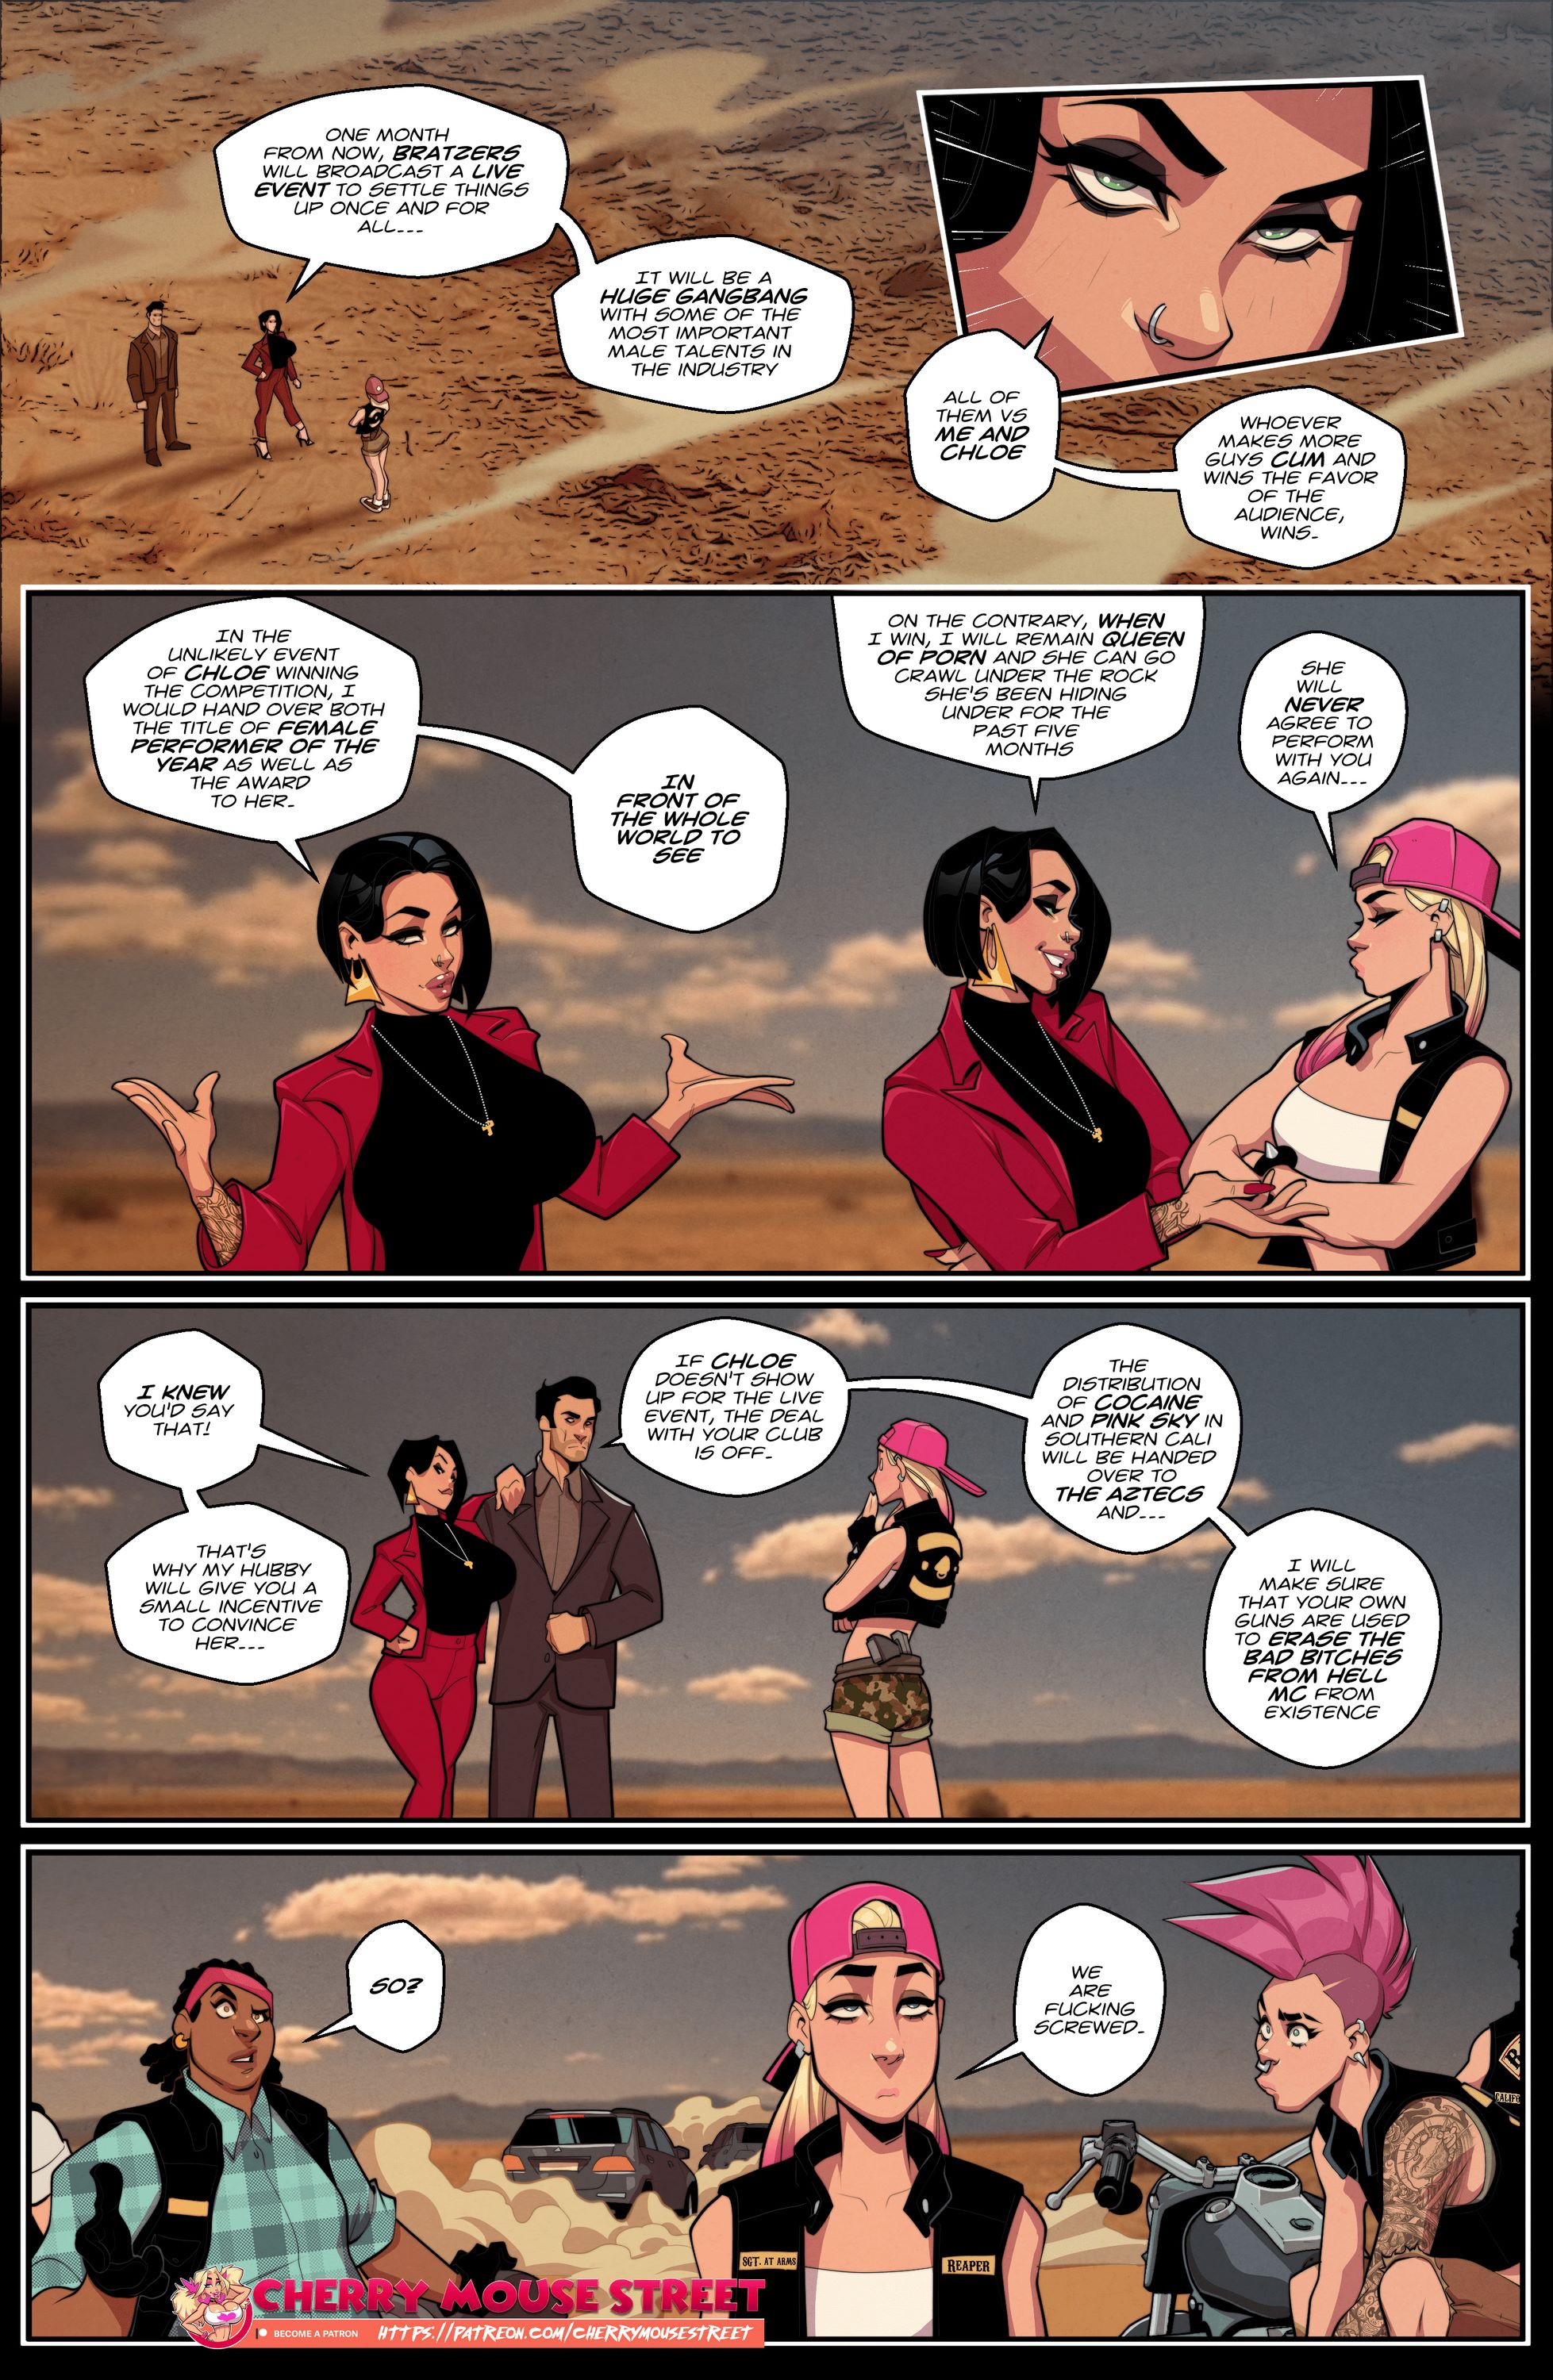 ONE MONTH
FROM NOW, BRATZERS
WILL BROADCAST A LIVE
EVENT TO SETTLE THINGS
UP ONCE AND FOR
ALL...
IT WILL BE A
HUGE GANGBANG
WITH SOME OF THE
MOST IMPORTANT
MALE TALENTS IN
THE INDUSTRY
ALL OF
THEM VS
ME AND
CHLOE
WHOEVER
MAKES MORE
GUYS CUM AND
WINS THE FAVOR
OF THE
AUDIENCE,
WINS.
IN THE
UNLIKELY EVENT
OF CHLOE WINNING
THE COMPETITION, I
WOULD HAND OVER BOTH
THE TITLE OF FEMALE
PERFORMER OF THE
YEAR AS WELL AS
THE AWARD
TO HER.
IN
FRONT OF
THE WHOLE
WORLD TO
SEE
ON THE CONTRARY, WHEN
I WIN, I WILL REMAIN QUEEN
OF PORN AND SHE CAN GO
CRAWL UNDER THE ROCK
SHE'S BEEN HIDING
UNDER FOR THE
PAST FIVE
MONTHS
SHE
WILL
NEVER
AGREE TO
PERFORM
WITH YOU
AGAIN...
I KNEW
YOU'D SAY
THAT!
THAT'S
WHY MY HUBBY
WILL GIVE YOU A
SMALL INCENTIVE
TO CONVINCE
HER...
IF CHLOE
DOESN'T SHOW
UP FOR THE LIVE
EVENT, THE DEAL
WITH YOUR CLUB
IS OFF.
THE
DISTRIBUTION
OF COCAINE
AND PINK SKY IN
SOUTHERN CALI
WILL BE HANDED
OVER TO
THE AZTECS
AND...
I WILL
MAKE SURE
THAT YOUR OWN
GUNS ARE USED
TO ERASE THE
BAD BITCHES
FROM HELL
MC FROM
EXISTENCE
SO?
WE
ARE
FUCKING
SCREWED.
SGT. AT ARMS
REAPER
CHERRY MOUSE STREET
BECOME A PATRON
HTTPS://PATREON.COM/CHERRYMOUSESTREET